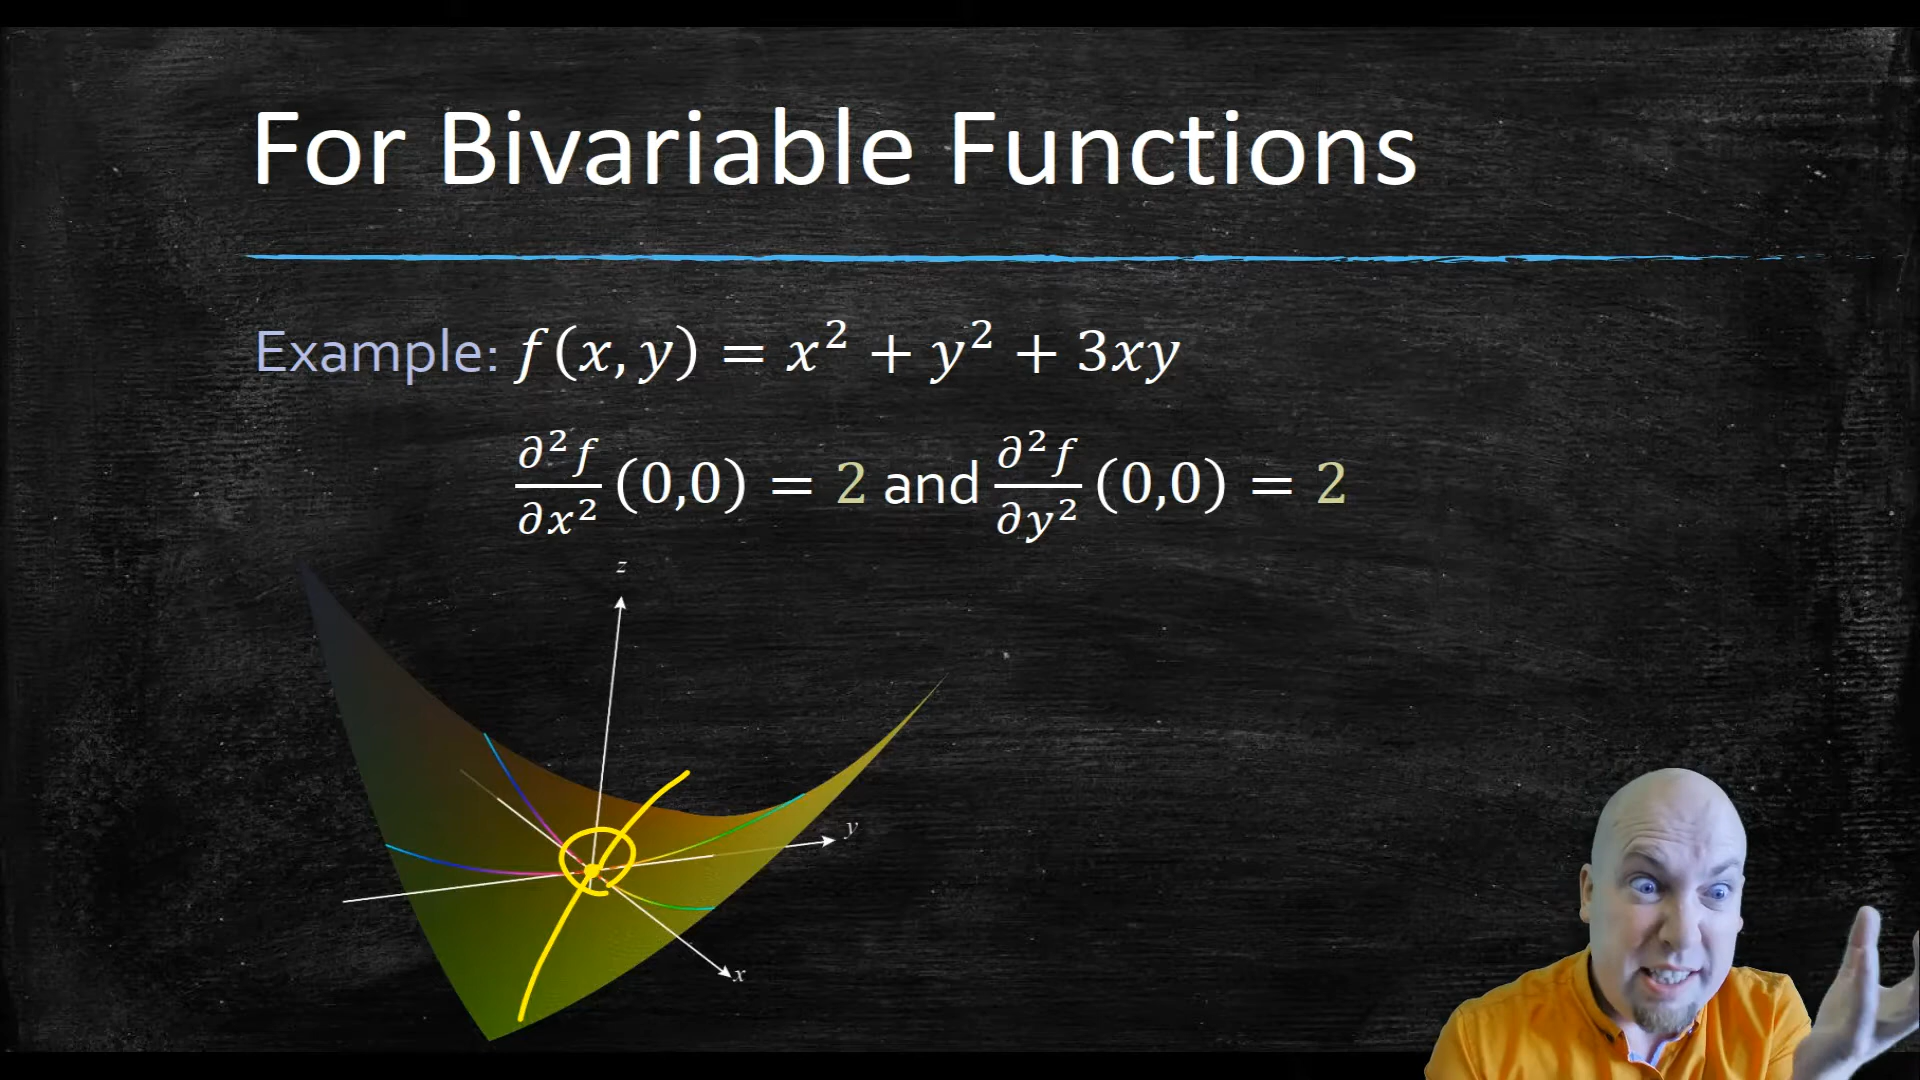 For Bivariable Functions
Example: f(x, y) = x² + y² + 3xy
∂²f/∂x² (0,0) = 2 and ∂²f/∂y² (0,0) = 2
z
y
x